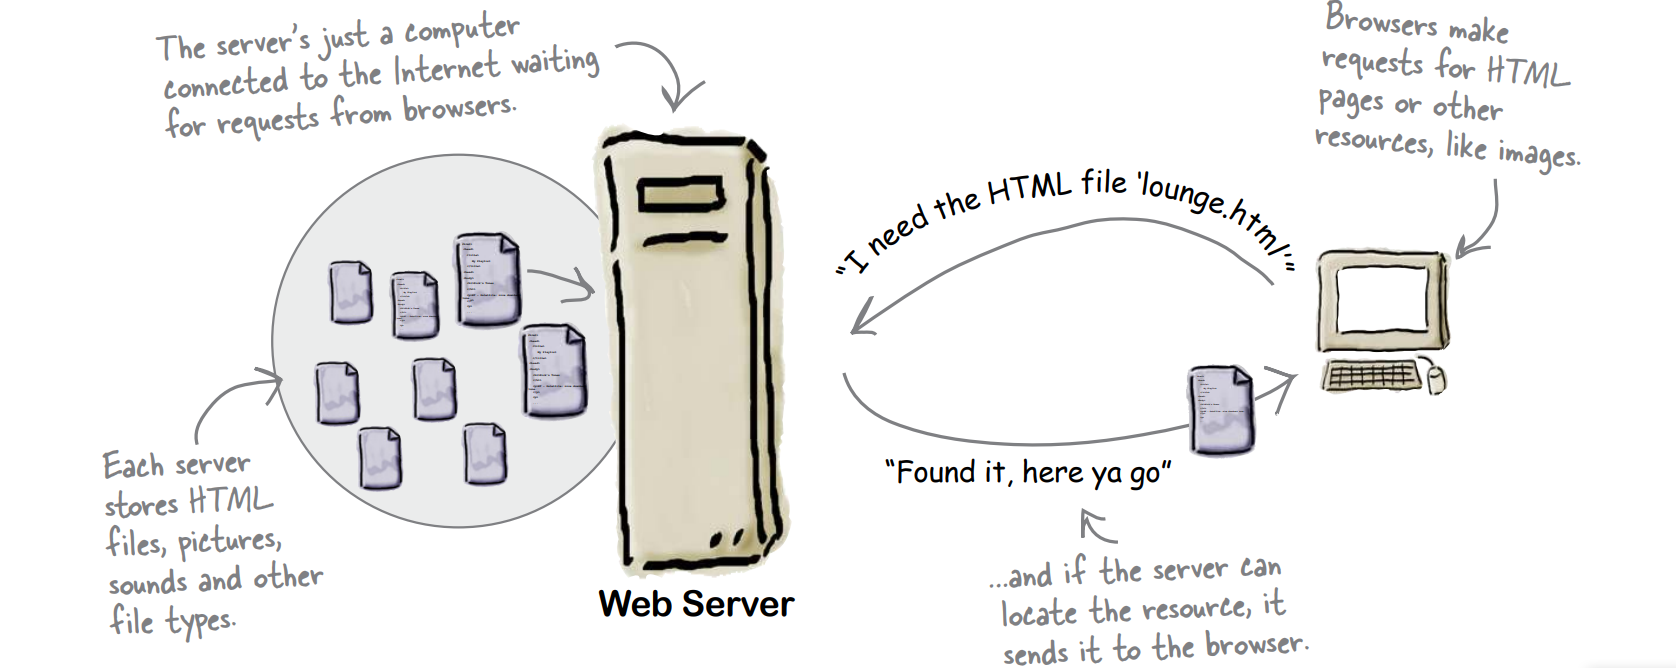 The server's just a computer
connected to the Internet waiting
for requests from browsers.
Browsers make
requests for HTML
pages or other
resources, like images.
“I need the HTML file 'lounge.html'”
“Found it, here ya go”
Each server
stores HTML
files, pictures,
sounds and other
file types.
Web Server
...and if the server can
locate the resource, it
sends it to the browser.